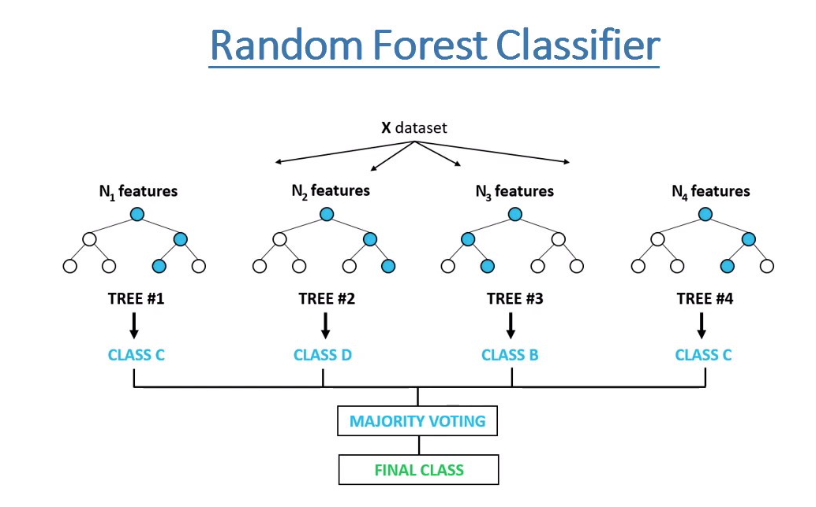 Random Forest Classifier
X dataset
N1 features
N2 features
N3 features
N4 features
TREE #1
TREE #2
TREE #3
TREE #4
CLASS C
CLASS D
CLASS B
CLASS C
MAJORITY VOTING
FINAL CLASS